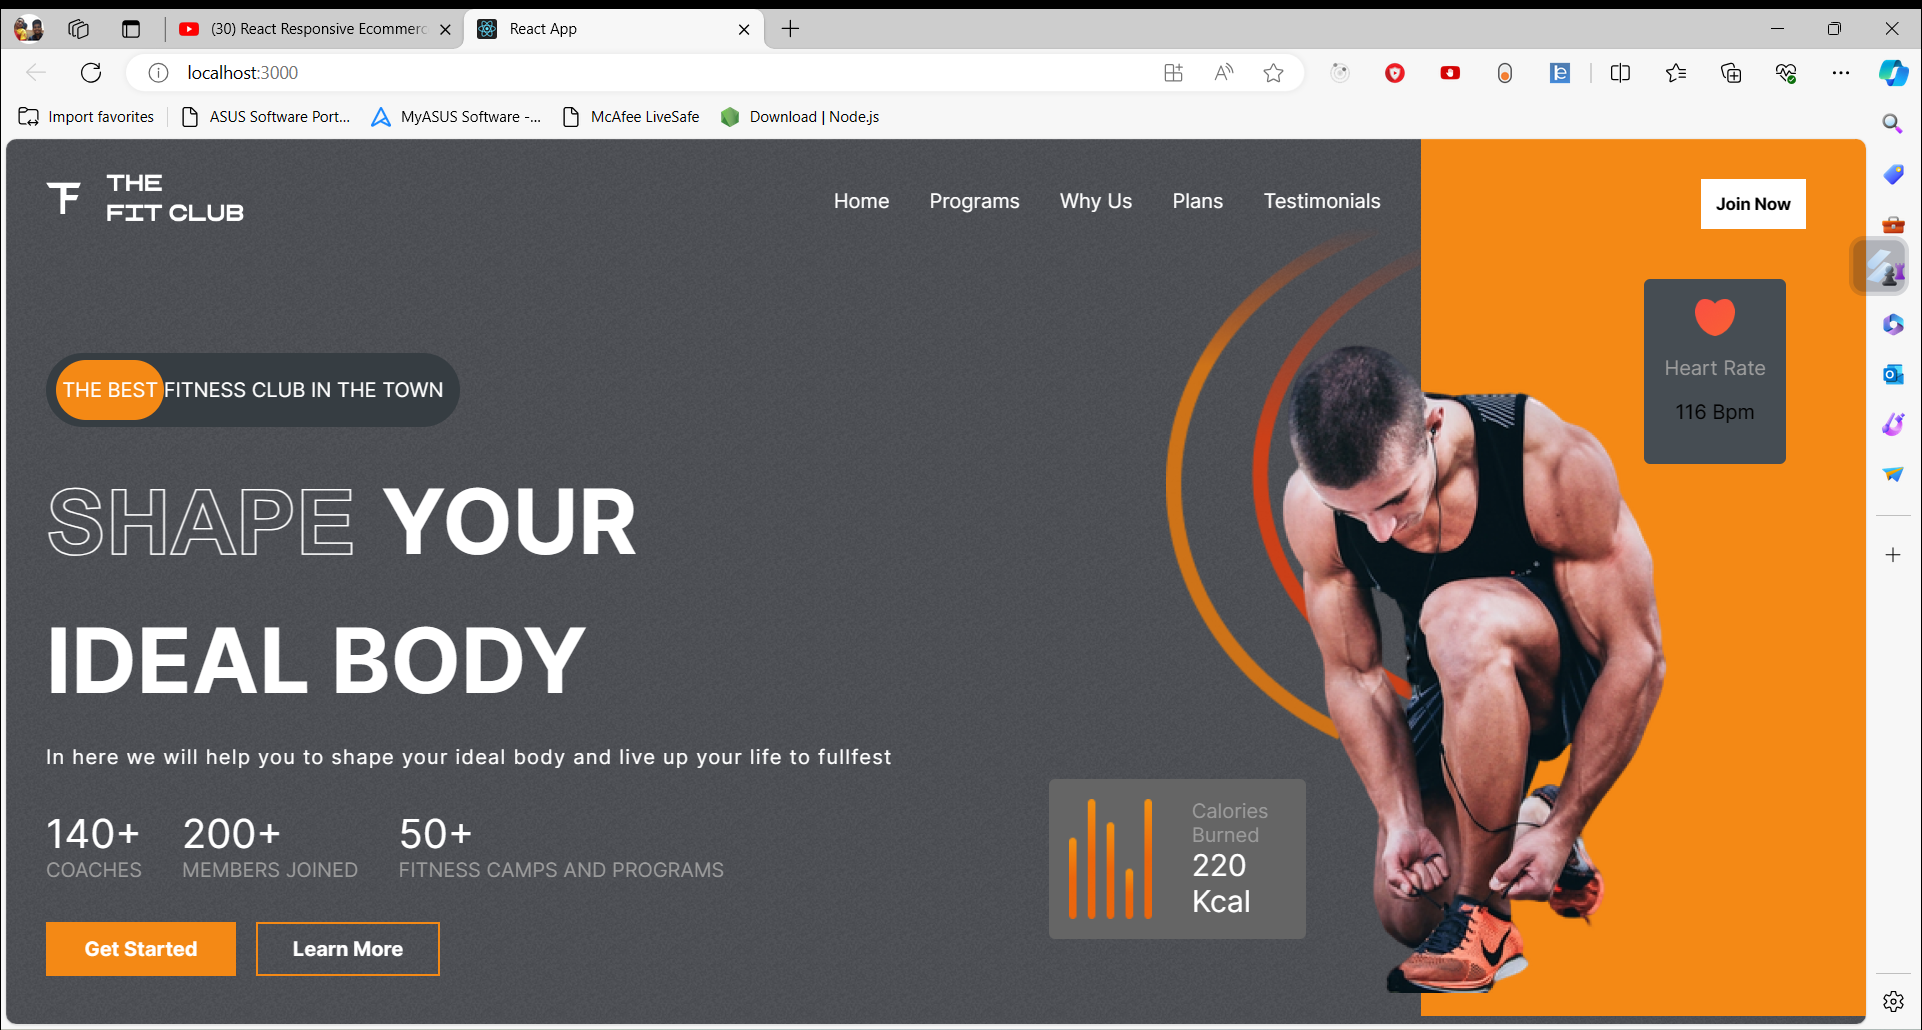 (30) React Responsive Ecommerc
React App
localhost:3000
Import favorites
ASUS Software Port...
MyASUS Software -...
McAfee LiveSafe
Download | Node.js
THE
FIT CLUB
Home
Programs
Why Us
Plans
Testimonials
Join Now
Heart Rate
116 Bpm
THE BEST FITNESS CLUB IN THE TOWN
SHAPE YOUR
IDEAL BODY
In here we will help you to shape your ideal body and live up your life to fullfest
140+
COACHES
200+
MEMBERS JOINED
50+
FITNESS CAMPS AND PROGRAMS
Calories
Burned
220
Kcal
Get Started
Learn More